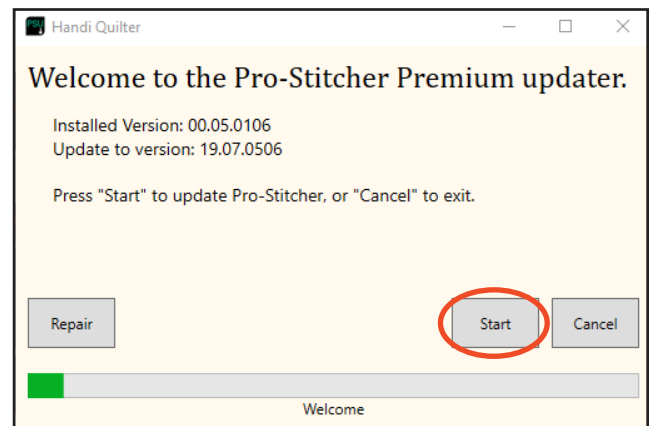 PSU
Handi Quilter
Welcome to the Pro-Stitcher Premium updater.
Installed Version: 00.05.0106
Update to version: 19.07.0506
Press "Start" to update Pro-Stitcher, or "Cancel" to exit.
Repair
Start
Cancel
Welcome